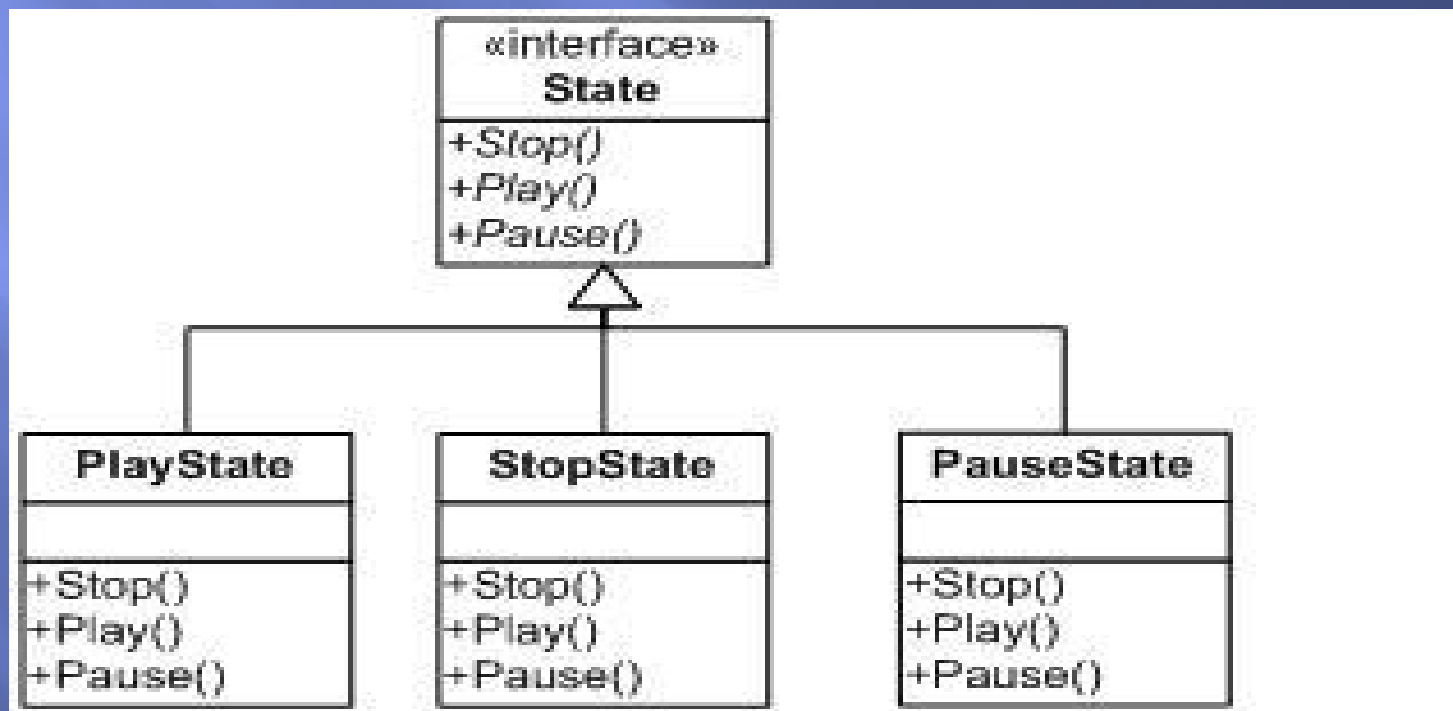 «interface»
State
+Stop()
+Play()
+Pause()
PlayState
+Stop()
+Play()
+Pause()
StopState
+Stop()
+Play()
+Pause()
PauseState
+Stop()
+Play()
+Pause()